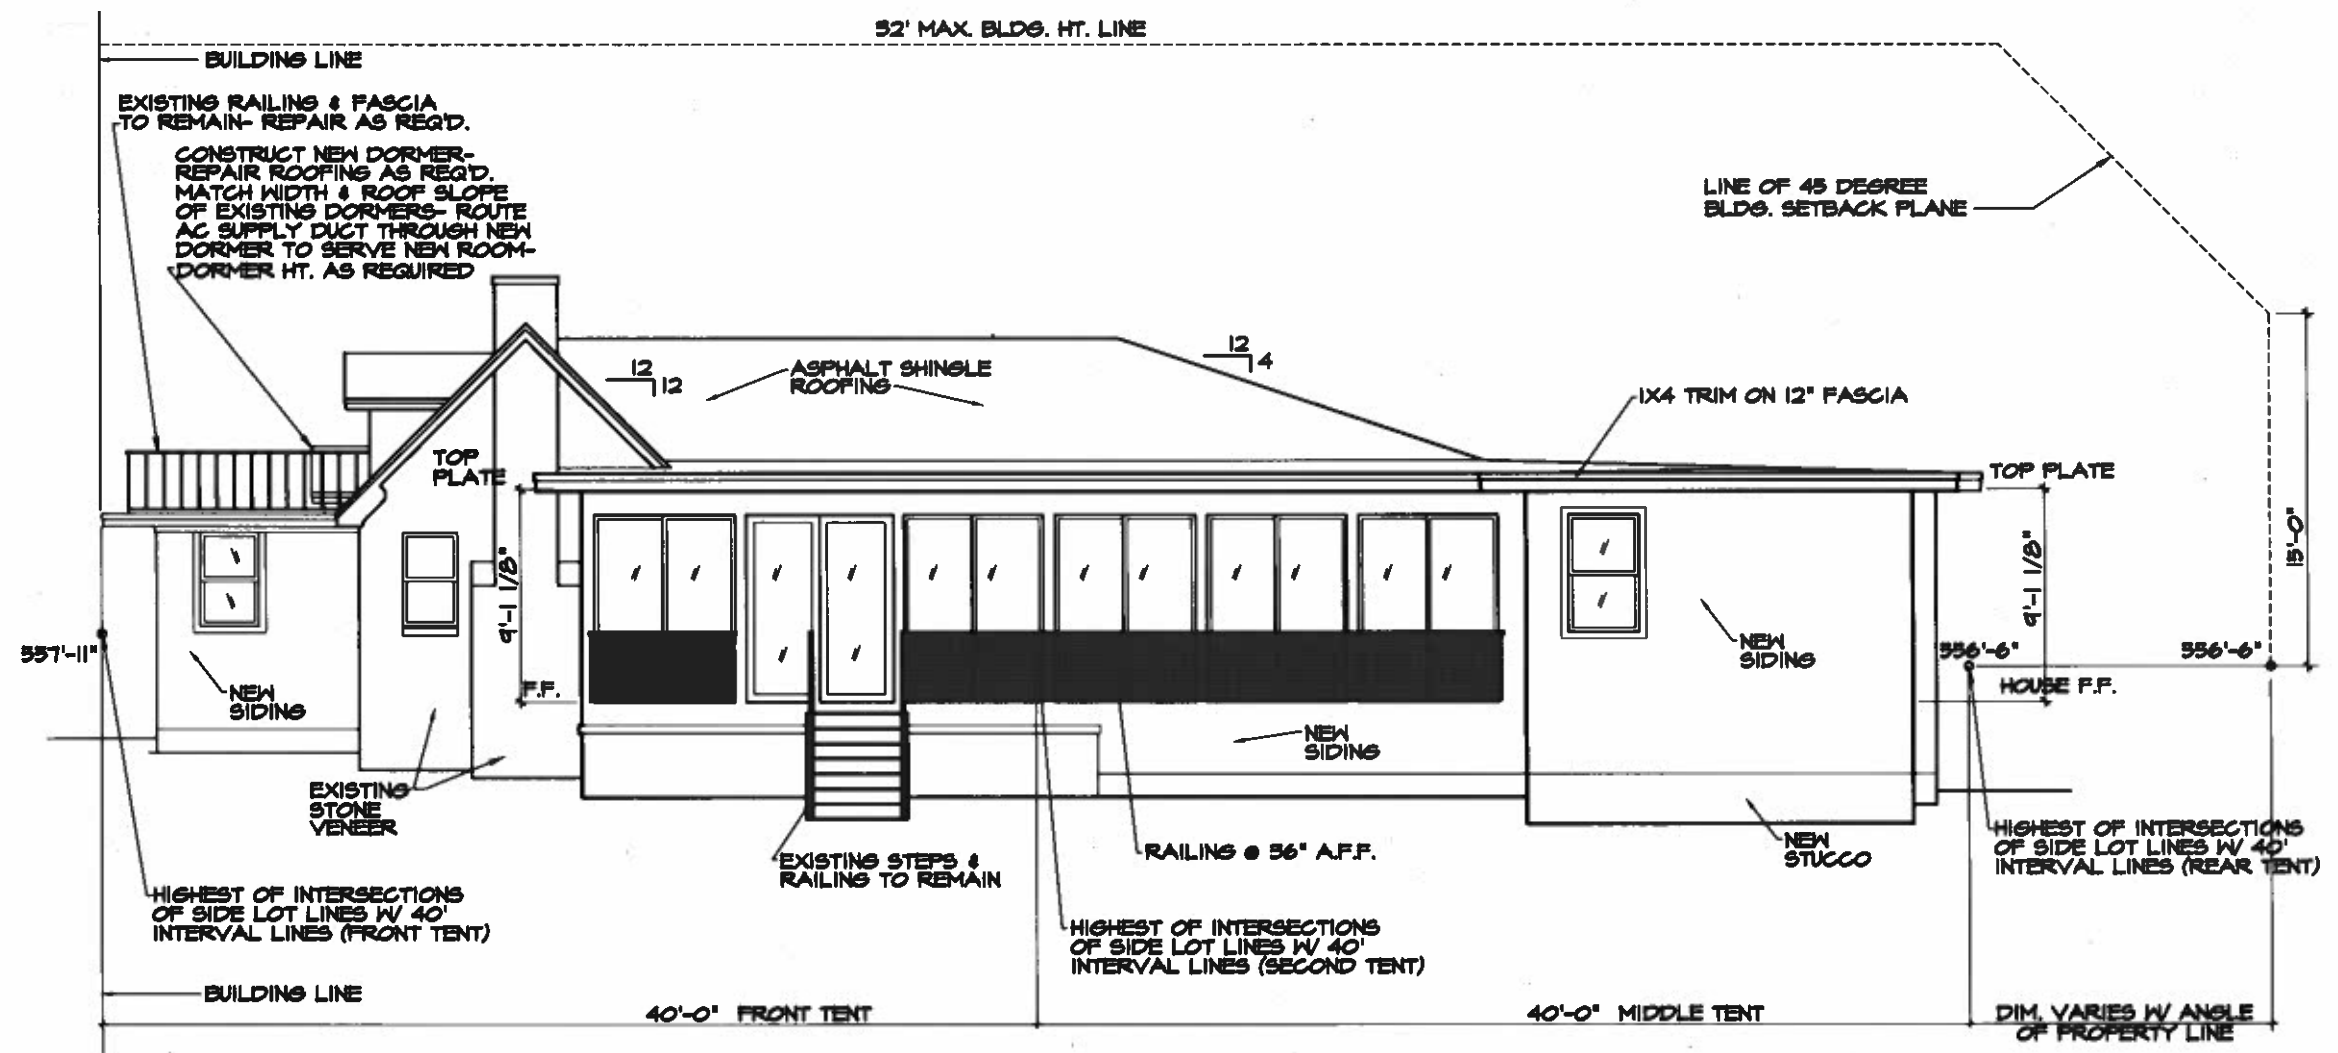 32' MAX. BLDG. HT. LINE
BUILDING LINE
EXISTING RAILING & FASCIA
TO REMAIN- REPAIR AS REQ'D.
CONSTRUCT NEW DORMER-
REPAIR ROOFING AS REQ'D.
MATCH WIDTH & ROOF SLOPE
OF EXISTING DORMERS- ROUTE
AC SUPPLY DUCT THROUGH NEW
DORMER TO SERVE NEW ROOM-
DORMER HT. AS REQUIRED
LINE OF 45 DEGREE
BLDG. SETBACK PLANE
12
12
ASPHALT SHINGLE
ROOFING
12
4
1X4 TRIM ON 12" FASCIA
TOP
PLATE
TOP PLATE
9'-1 1/8"
9'-1 1/8"
15'-0"
337'-11"
F.F.
NEW
SIDING
NEW
SIDING
336'-6"
336'-6"
HOUSE F.F.
NEW
SIDING
EXISTING
STONE
VENEER
EXISTING STEPS &
RAILING TO REMAIN
RAILING @ 36" A.F.F.
NEW
STUCCO
HIGHEST OF INTERSECTIONS
OF SIDE LOT LINES W/ 40'
INTERVAL LINES (REAR TENT)
HIGHEST OF INTERSECTIONS
OF SIDE LOT LINES W/ 40'
INTERVAL LINES (FRONT TENT)
HIGHEST OF INTERSECTIONS
OF SIDE LOT LINES W/ 40'
INTERVAL LINES (SECOND TENT)
BUILDING LINE
40'-0" FRONT TENT
40'-0" MIDDLE TENT
DIM. VARIES W/ ANGLE
OF PROPERTY LINE